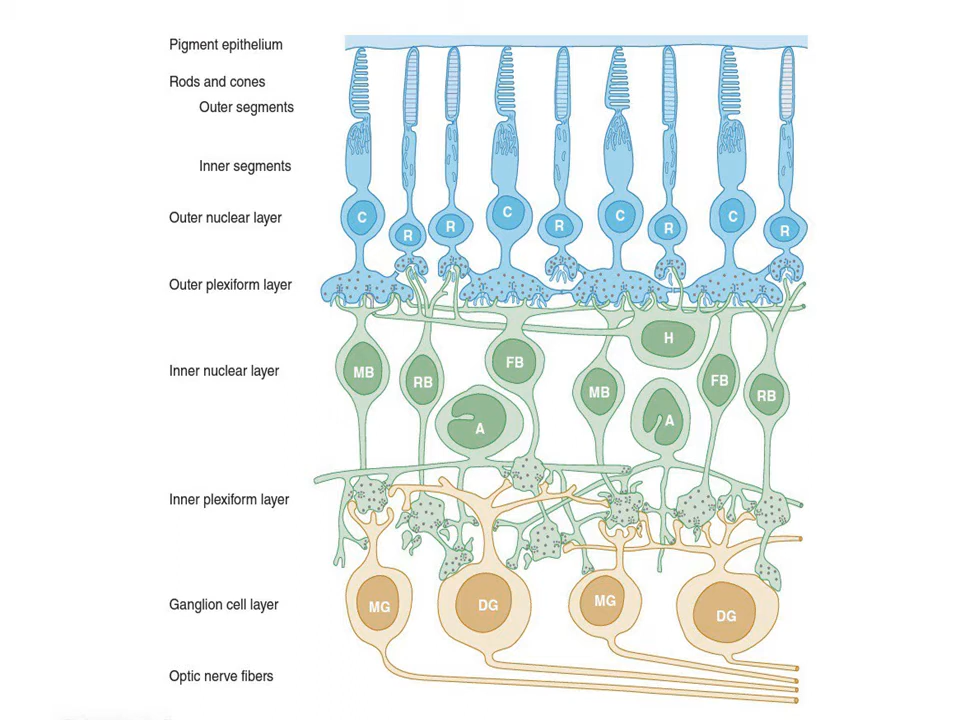 Pigment epithelium
Rods and cones
Outer segments
Inner segments
Outer nuclear layer
C R R C R C R C R
Outer plexiform layer
H
Inner nuclear layer
MB RB FB MB FB RB
A A
Inner plexiform layer
Ganglion cell layer
MG DG MG DG
Optic nerve fibers